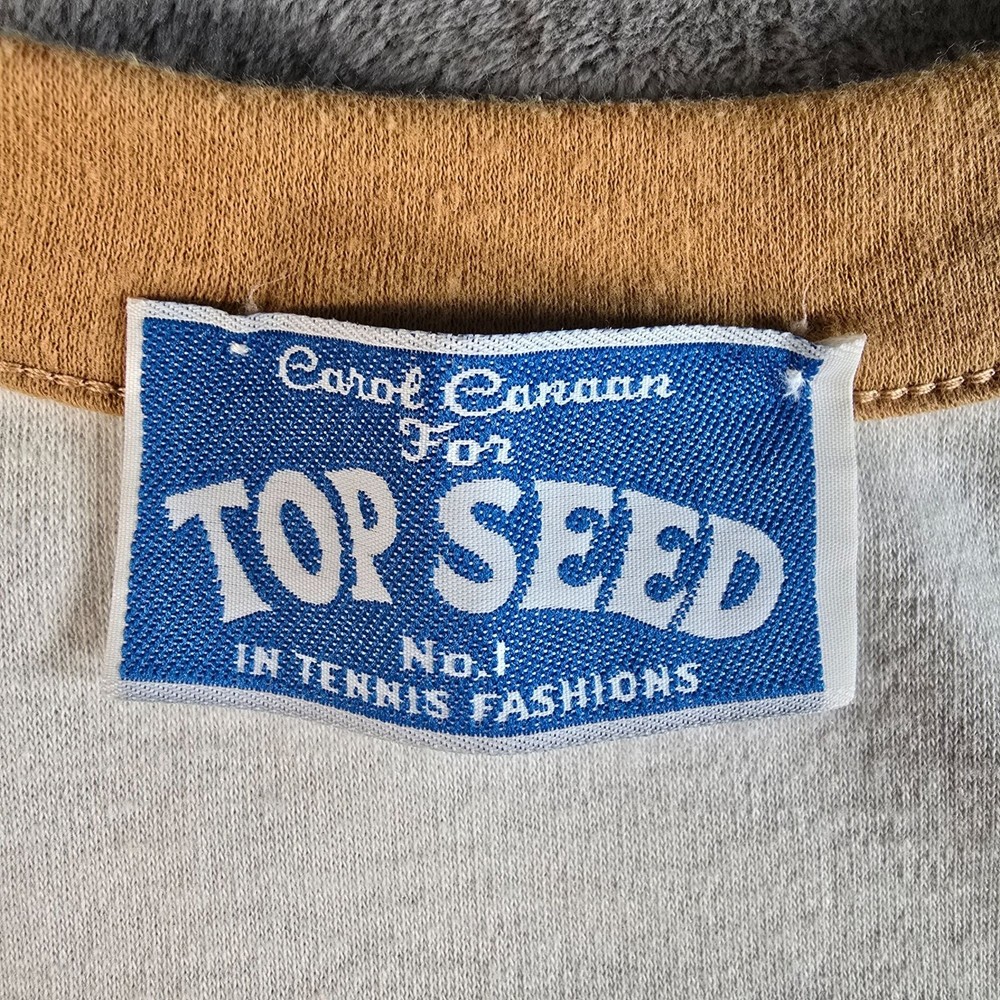 Carol Canaan
For
TOP SEED
No.1
IN TENNIS FASHIONS